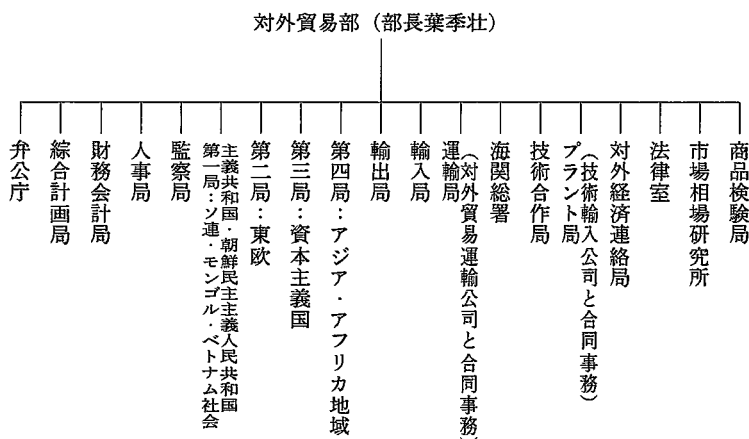 対外貿易部（部長葉季壮）
弁公庁
綜合計画局
財務会計局
人事局
監察局
第一局：ソ連・モンゴル・ベトナム社会
主義共和国・朝鮮民主主義人民共和国
第二局：東欧
第三局：資本主義国
第四局：アジア・アフリカ地域
輸出局
輸入局
運輸局
（対外貿易運輸公司と合同事務）
海関総署
技術合作局
プラント局
（技術輸入公司と合同事務）
対外経済連絡局
法律室
市場相場研究所
商品検験局